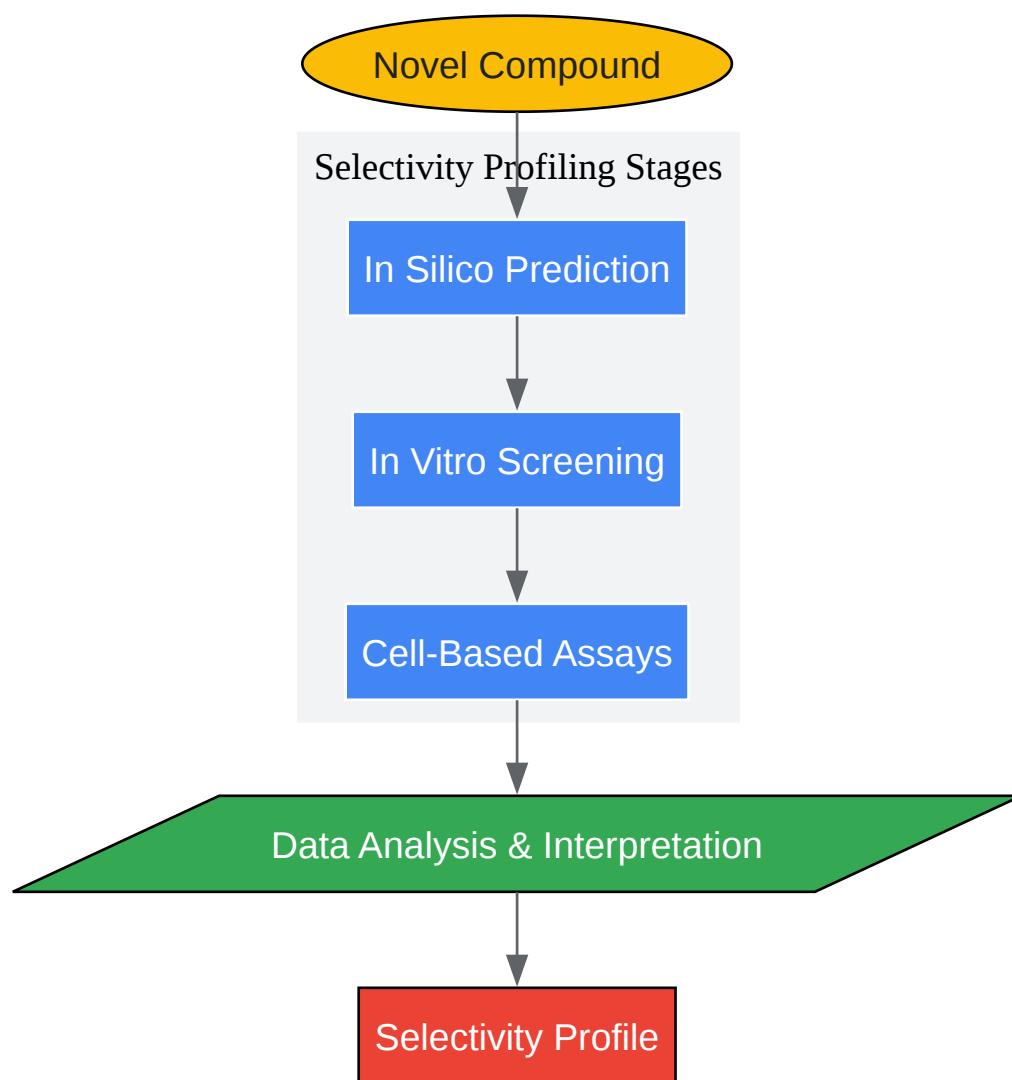 Novel Compound
Selectivity Profiling Stages
In Silico Prediction
In Vitro Screening
Cell-Based Assays
Data Analysis & Interpretation
Selectivity Profile